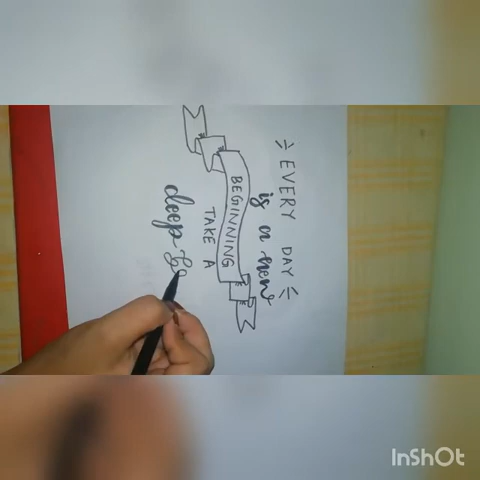 EVERY DAY
is a new
BEGINNING
TAKE A
deep
InShOt